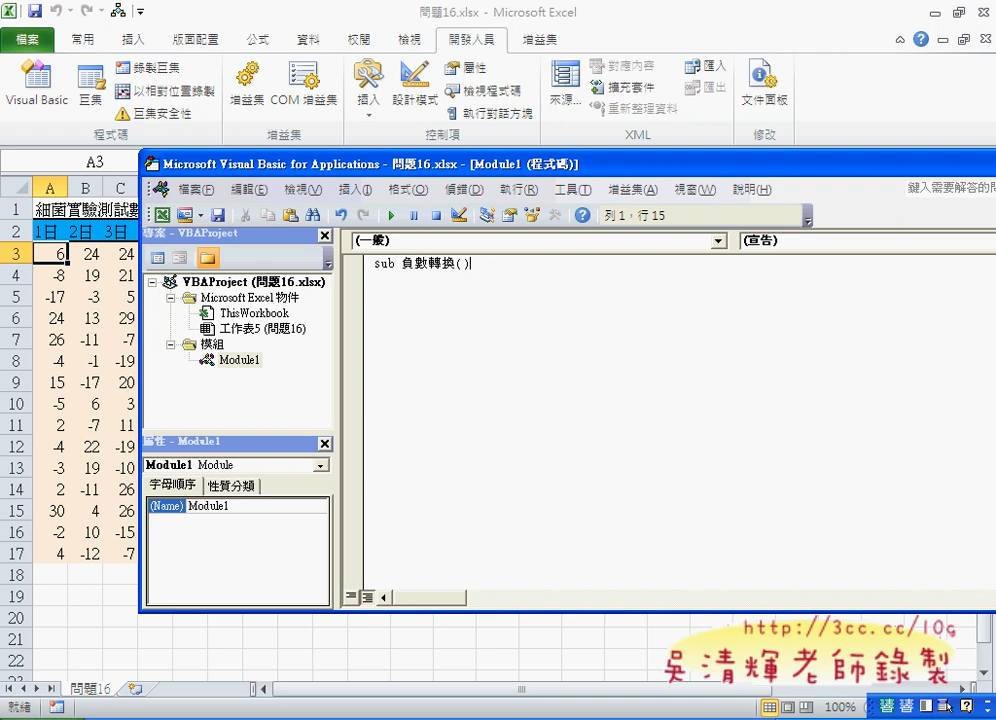 問題16.xlsx - Microsoft Excel
檔案 常用 插入 版面配置 公式 資料 校閱 檢視 開發人員 增益集
Visual Basic 巨集 錄製巨集 以相對位置錄製 巨集安全性
增益集 COM 增益集
插入 設計模式 屬性 檢視程式碼 執行對話方塊
來源... 對應內容 擴充套件 重新整理資料 匯入 匯出
文件面板
程式碼 增益集 控制項 XML 修改
A3
A B C
1 細菌實驗測試數
2 1日 2日 3日
3 6 24 24
4 -8 19 21
5 -17 -3 5
6 24 13 29
7 26 -11 -7
8 -4 -1 -19
9 15 -17 20
10 -5 6 3
11 2 -7 11
12 -4 22 -19
13 -3 19 -10
14 2 -11 26
15 30 4 26
16 -2 10 -15
17 4 -12 -7
18
19
20
21
22
Microsoft Visual Basic for Applications - 問題16.xlsx - [Module1 (程式碼)]
檔案(F) 編輯(E) 檢視(V) 插入(I) 格式(O) 偵錯(D) 執行(R) 工具(T) 增益集(A) 視窗(W) 說明(H) 鍵入需要解答的問
列 1，行 15
專案 - VBAProject
VBAProject (問題16.xlsx)
Microsoft Excel 物件
ThisWorkbook
工作表5 (問題16)
模組
Module1
屬性 - Module1
Module1 Module
字母順序 性質分類
(Name) Module1
(一般) (宣告)
sub 負數轉換()
http://3cc.cc/10g
吳清輝老師錄製
問題16
就緒 100%